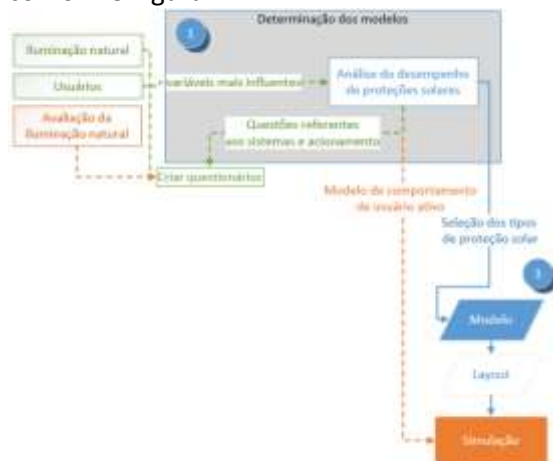 Determinação dos modelos
1
Iluminação natural
Usuários
Avaliação da
iluminação natural
variáveis mais influentes
Análise do desempenho
de proteções solares
Questões referentes
aos sistemas e acionamento
Criar questionários
Modelo de comportamento
de usuário ativo
Seleção dos tipos
de proteção solar
Modelo
Layout
Simulação